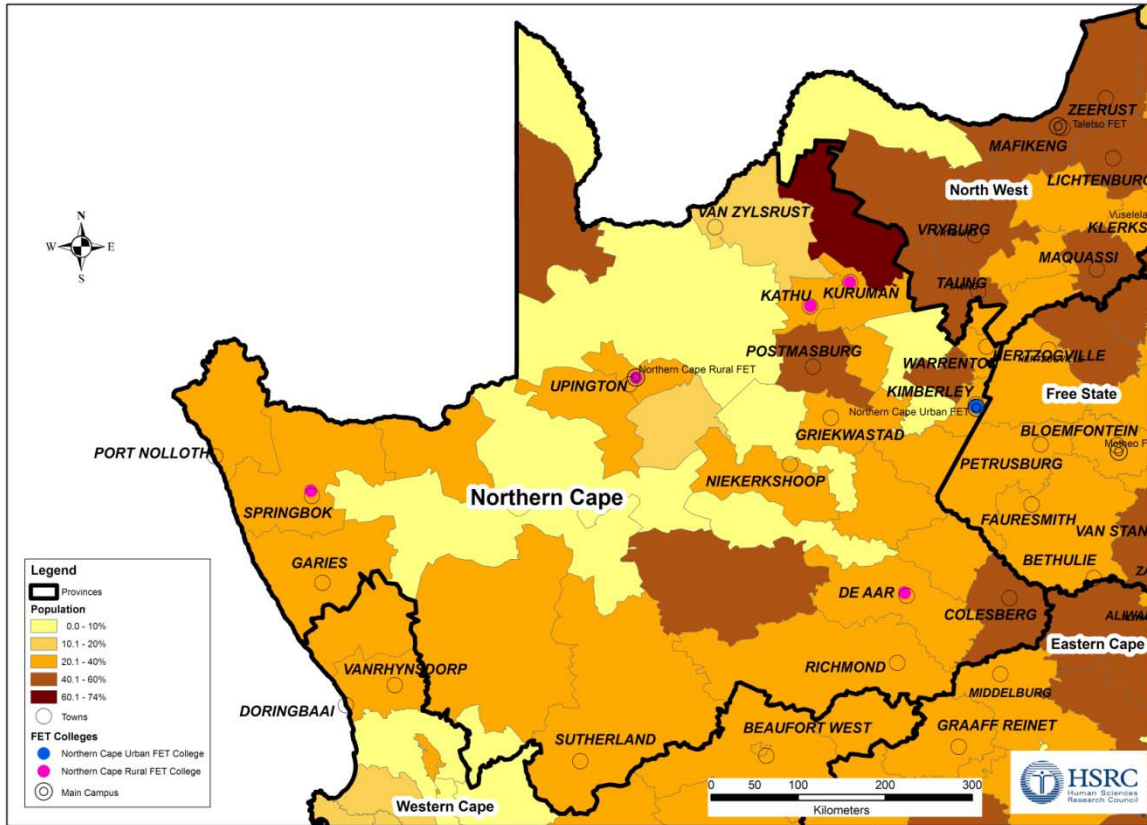 ZEERUST
Taletso FET
MAFIKENG
LICHTENBURG
North West
VAN ZYLSRUST
Vuselela
VRYBURG
KLERKS
MAQUASSI
TAUNG
KURUMAN
KATHU
N
W
E
S
POSTMASBURG
HERTZOGVILLE
HERTZOGVILLE
WARRENTON
Northern Cape Rural FET
UPINGTON
KIMBERLEY
Free State
Northern Cape Urban FET
GRIEKWASTAD
BLOEMFONTEIN
Motheo F
PORT NOLLOTH
PETRUSBURG
NIEKERKSHOOP
Northern Cape
SPRINGBOK
FAURESMITH
VAN STAN
BETHULIE
GARIES
DE AAR
COLESBERG
ALIWA
Eastern Cape
RICHMOND
VANRHYNSDORP
MIDDELBURG
DORINGBAAI
BEAUFORT WEST
GRAAFF REINET
SUTHERLAND
Western Cape
Legend
Provinces
Population
0.0 - 10%
10.1 - 20%
20.1 - 40%
40.1 - 60%
60.1 - 74%
Towns
FET Colleges
Northern Cape Urban FET College
Northern Cape Rural FET College
Main Campus
0 50 100 200 300
Kilometers
HSRC
Human Sciences
Research Council